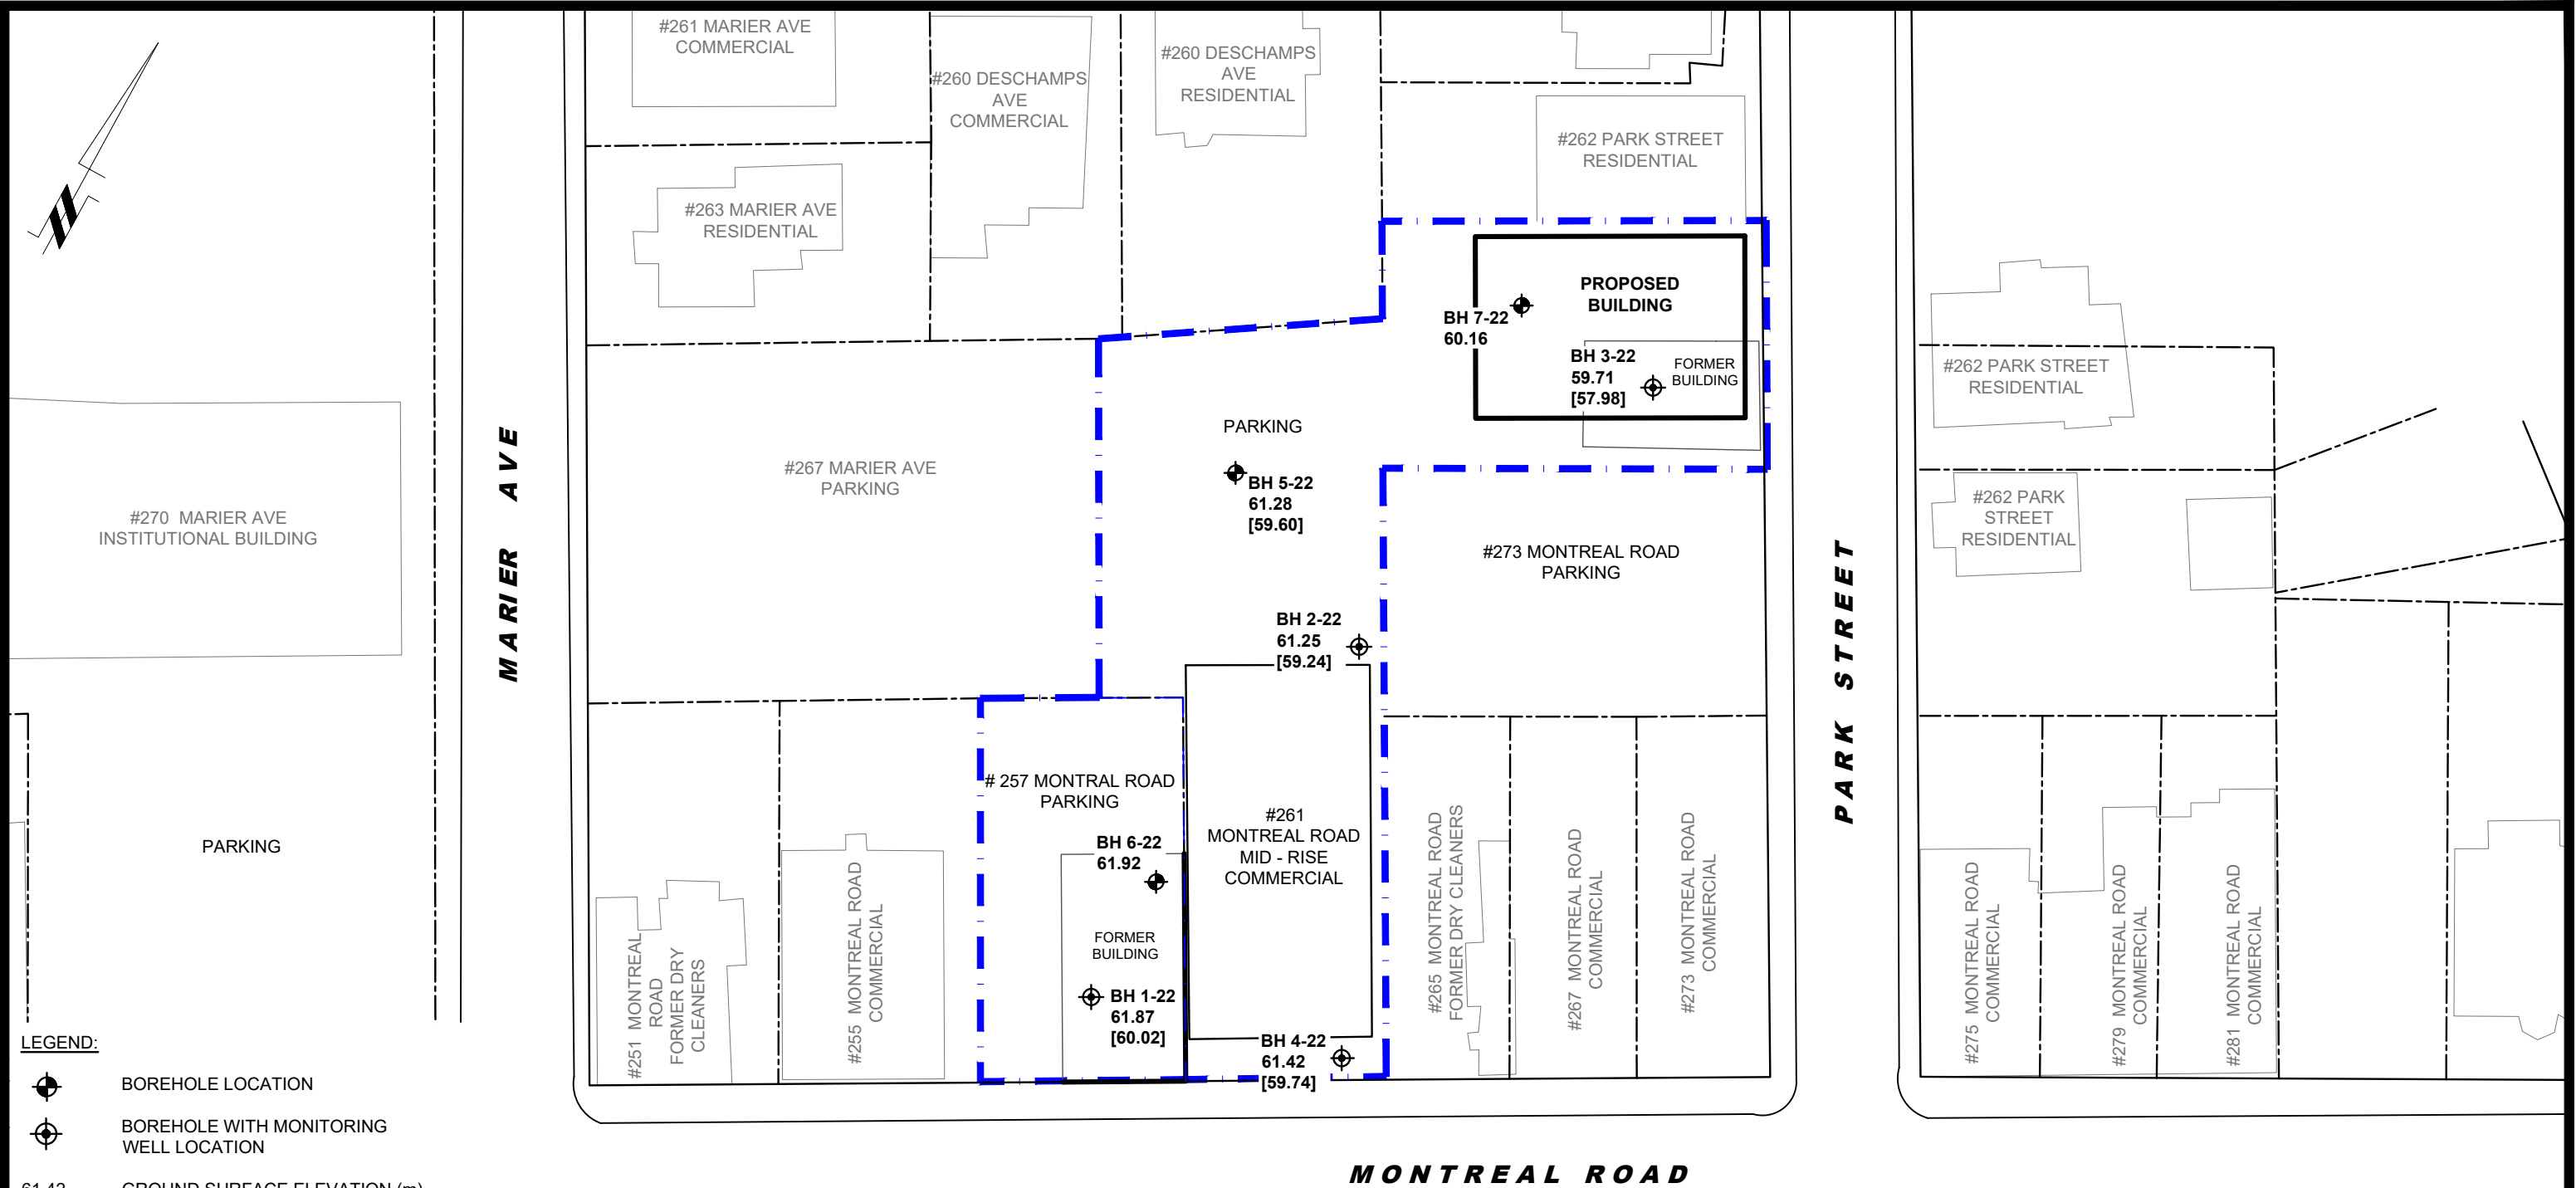 #261 MARIER AVE
COMMERCIAL
#260 DESCHAMPS
AVE
COMMERCIAL
#260 DESCHAMPS
AVE
RESIDENTIAL
#262 PARK STREET
RESIDENTIAL
#263 MARIER AVE
RESIDENTIAL
PROPOSED
BUILDING
BH 7-22
60.16
BH 3-22
59.71
[57.98]
FORMER
BUILDING
#262 PARK STREET
RESIDENTIAL
PARKING
#267 MARIER AVE
PARKING
BH 5-22
61.28
[59.60]
#270 MARIER AVE
INSTITUTIONAL BUILDING
MARIER AVE
#273 MONTREAL ROAD
PARKING
#262 PARK
STREET
RESIDENTIAL
PARK STREET
BH 2-22
61.25
[59.24]
# 257 MONTRAL ROAD
PARKING
#261
MONTREAL ROAD
MID - RISE
COMMERCIAL
BH 6-22
61.92
PARKING
FORMER
BUILDING
BH 1-22
61.87
[60.02]
BH 4-22
61.42
[59.74]
#251 MONTREAL
ROAD
FORMER DRY
CLEANERS
#255 MONTREAL ROAD
COMMERCIAL
#265 MONTREAL ROAD
FORMER DRY CLEANERS
#267 MONTREAL ROAD
COMMERCIAL
#273 MONTREAL ROAD
COMMERCIAL
#275 MONTREAL ROAD
COMMERCIAL
#279 MONTREAL ROAD
COMMERCIAL
#281 MONTREAL ROAD
COMMERCIAL
LEGEND:
BOREHOLE LOCATION
BOREHOLE WITH MONITORING
WELL LOCATION
61.42 GROUND SURFACE ELEVATION (m)
MONTREAL ROAD